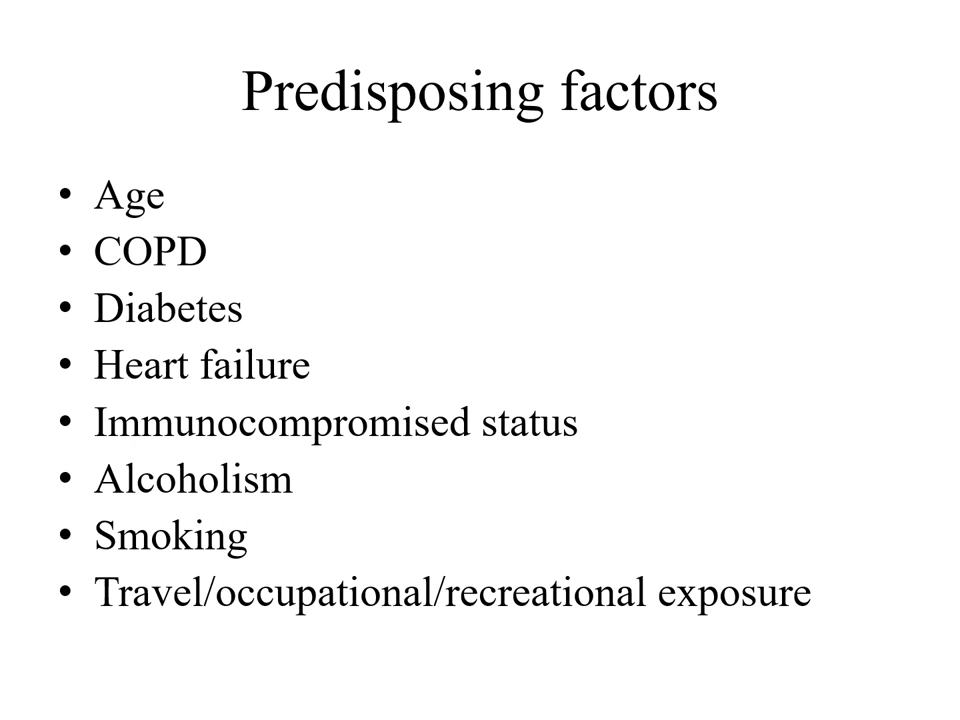 Predisposing factors
• Age
• COPD
• Diabetes
• Heart failure
• Immunocompromised status
• Alcoholism
• Smoking
• Travel/occupational/recreational exposure